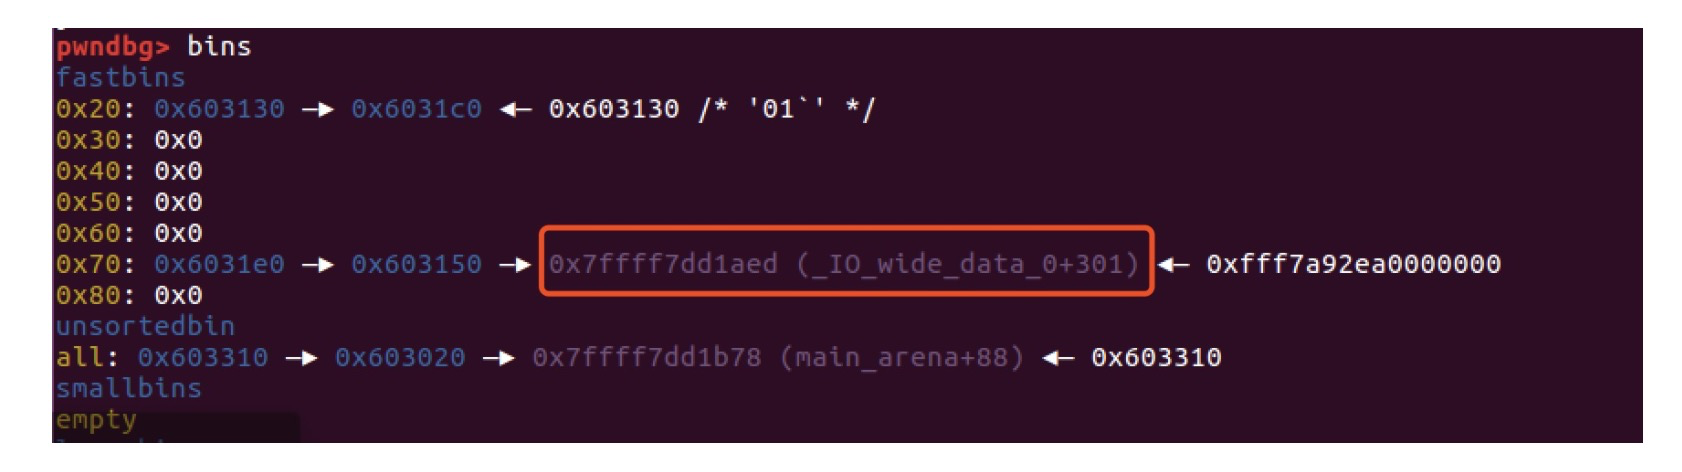 pwndbg> bins
fastbins
0x20: 0x603130 —▸ 0x6031c0 ◂— 0x603130 /* '01`' */
0x30: 0x0
0x40: 0x0
0x50: 0x0
0x60: 0x0
0x70: 0x6031e0 —▸ 0x603150 —▸ 0x7ffff7dd1aed (_IO_wide_data_0+301) ◂— 0xfff7a92ea0000000
0x80: 0x0
unsortedbin
all: 0x603310 —▸ 0x603020 —▸ 0x7ffff7dd1b78 (main_arena+88) ◂— 0x603310
smallbins
empty